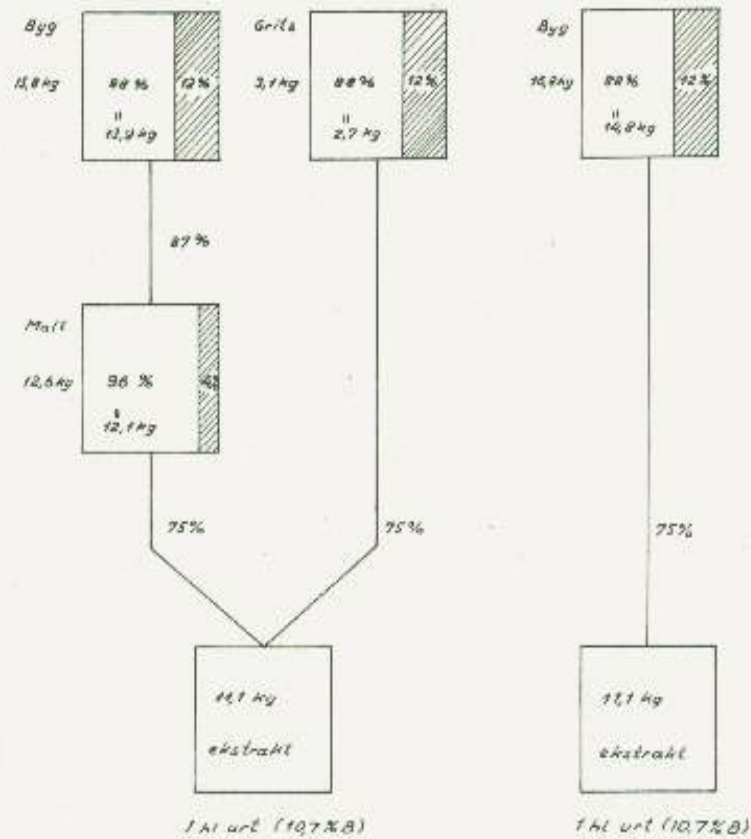 Byg
15,8 kg
88 %
12%
"
13,9 kg
Grits
3,1 kg
88%
12%
"
2,7 kg
Byg
16,8 kg
88%
12%
"
14,8 kg
87 %
Malt
12,6 kg
96 %
4%
"
12,1 kg
75%
75%
75%
11,1 kg
ekstrakt
11,1 kg
ekstrakt
1 hl urt (10,7 % B)
1 hl urt (10,7 % B)